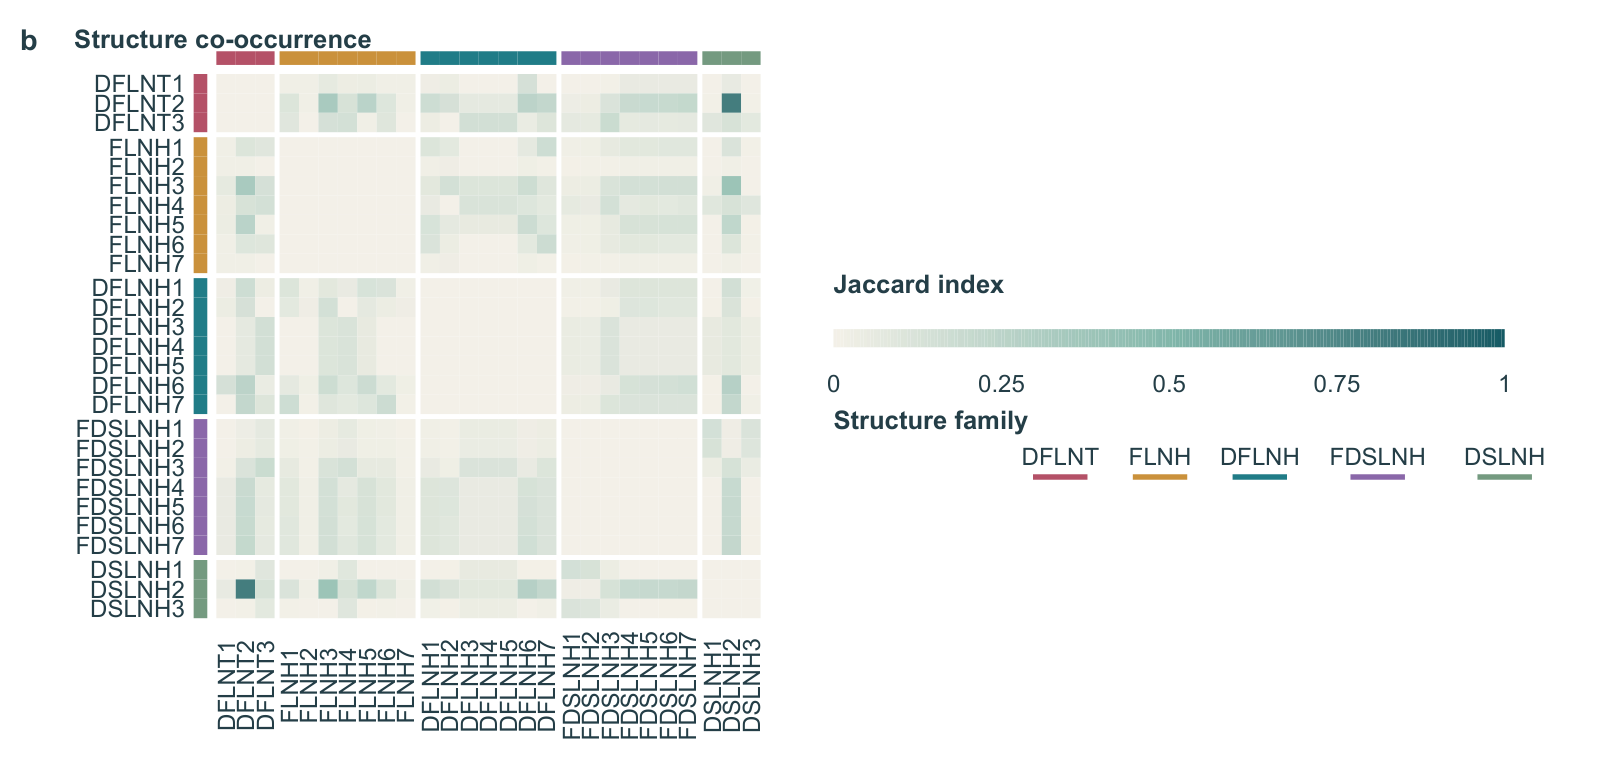 b Structure co-occurrence
DFLNT1
DFLNT2
DFLNT3
FLNH1
FLNH2
FLNH3
FLNH4
FLNH5
FLNH6
FLNH7
DFLNH1
DFLNH2
DFLNH3
DFLNH4
DFLNH5
DFLNH6
DFLNH7
FDSLNH1
FDSLNH2
FDSLNH3
FDSLNH4
FDSLNH5
FDSLNH6
FDSLNH7
DSLNH1
DSLNH2
DSLNH3
DFLNT1
DFLNT2
DFLNT3
FLNH1
FLNH2
FLNH3
FLNH4
FLNH5
FLNH6
FLNH7
DFLNH1
DFLNH2
DFLNH3
DFLNH4
DFLNH5
DFLNH6
DFLNH7
FDSLNH1
FDSLNH2
FDSLNH3
FDSLNH4
FDSLNH5
FDSLNH6
FDSLNH7
DSLNH1
DSLNH2
DSLNH3
Jaccard index
0 0.25 0.5 0.75 1
Structure family
DFLNT FLNH DFLNH FDSLNH DSLNH